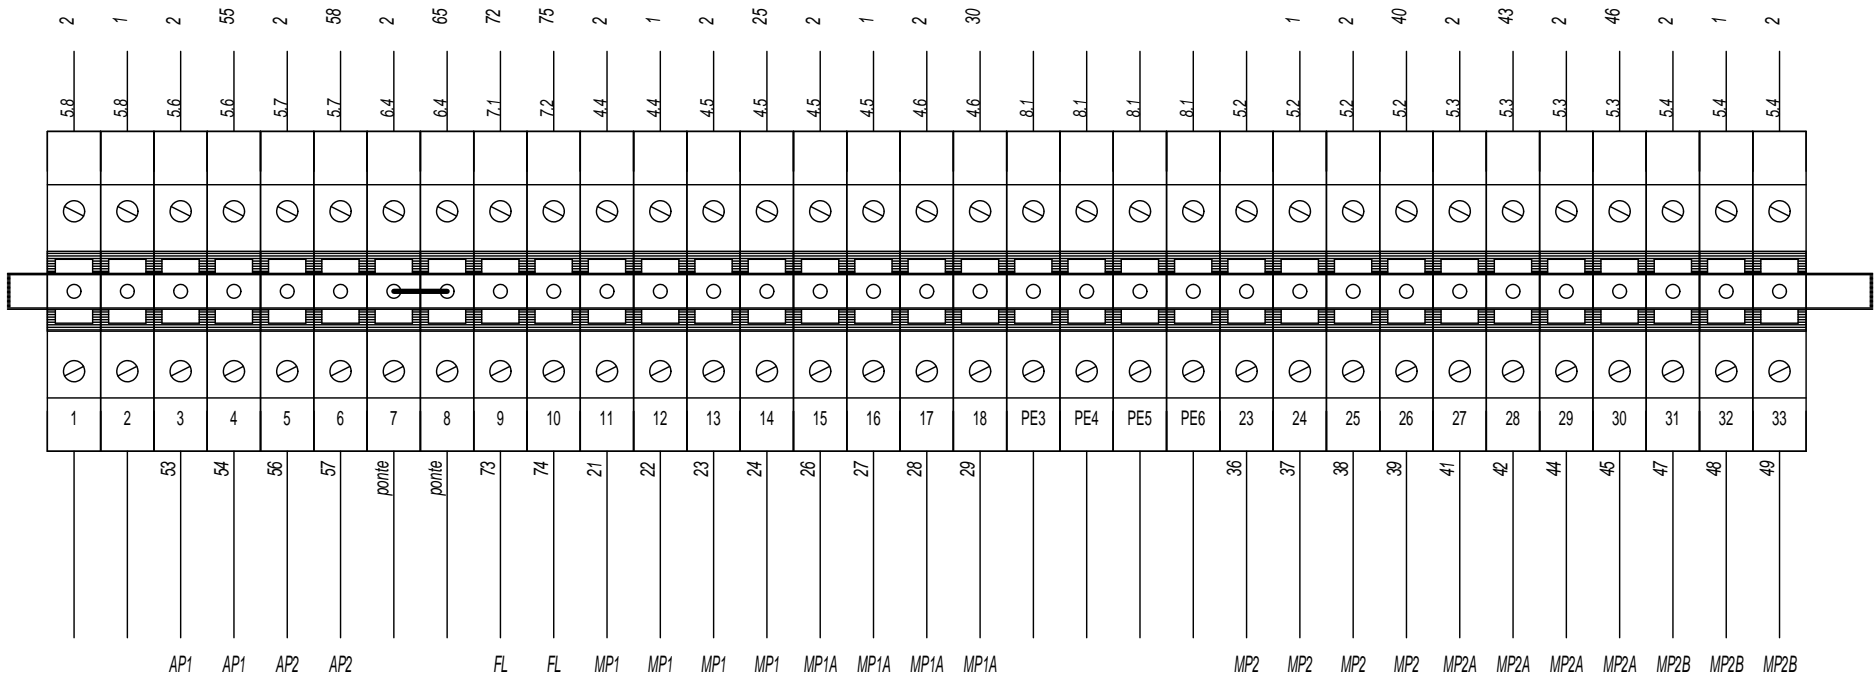 2 1 2 55 2 58 2 65 72 75 2 1 2 25 2 1 2 30 1 2 40 2 43 2 46 2 1 2
5.8 5.8 5.6 5.6 5.7 5.7 6.4 6.4 7.1 7.2 4.4 4.4 4.5 4.5 4.5 4.5 4.6 4.6 8.1 8.1 8.1 8.1 5.2 5.2 5.2 5.2 5.3 5.3 5.3 5.3 5.4 5.4 5.4
1 2 3 4 5 6 7 8 9 10 11 12 13 14 15 16 17 18 PE3 PE4 PE5 PE6 23 24 25 26 27 28 29 30 31 32 33
53 54 56 57 ponte ponte 73 74 21 22 23 24 26 27 28 29 36 37 38 39 41 42 44 45 47 48 49
AP1 AP1 AP2 AP2 FL FL MP1 MP1 MP1 MP1 MP1A MP1A MP1A MP1A MP2 MP2 MP2 MP2 MP2A MP2A MP2A MP2A MP2B MP2B MP2B